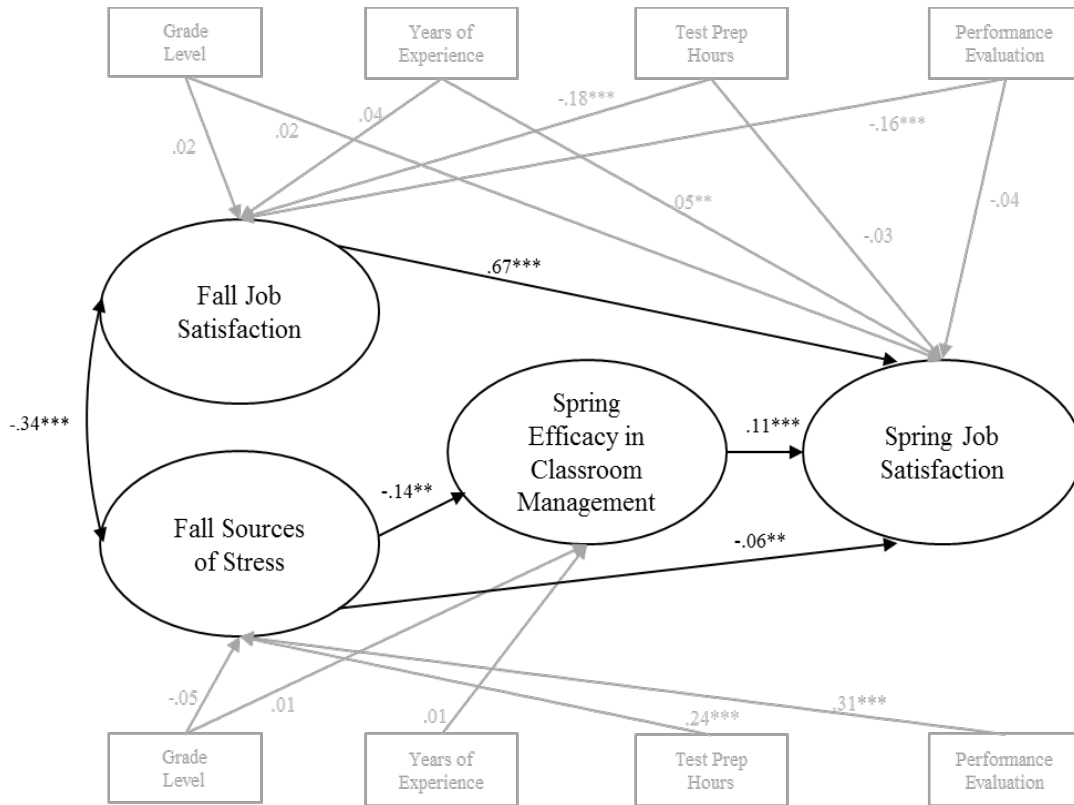 Grade
Level
Years of
Experience
Test Prep
Hours
Performance
Evaluation
.02
.02
.04
-.18***
-.16***
.05**
-.03
-.04
Fall Job
Satisfaction
.67***
-.34***
Spring
Efficacy in
Classroom
Management
.11***
Spring Job
Satisfaction
-.14**
Fall Sources
of Stress
-.06**
-.05
.01
.01
.24***
.31***
Grade
Level
Years of
Experience
Test Prep
Hours
Performance
Evaluation